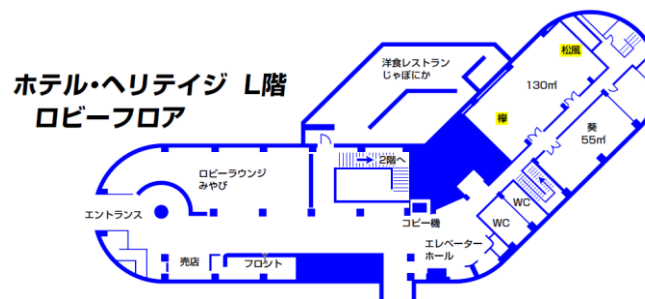 ホテル・ヘリテイジ L階
ロビーフロア
洋食レストラン
じゃぽにか
松風
130㎡
欅
葵
55㎡
2階へ
ロビーラウンジ
みやび
エントランス
コピー機
WC
WC
エレベーター
ホール
売店
フロント